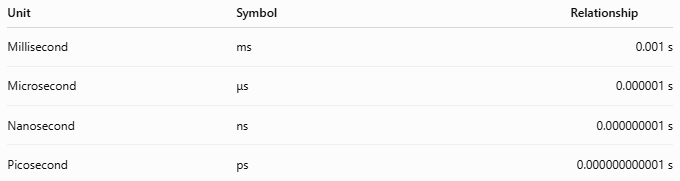 Unit Symbol Relationship
Millisecond ms 0.001 s
Microsecond µs 0.000001 s
Nanosecond ns 0.000000001 s
Picosecond ps 0.000000000001 s